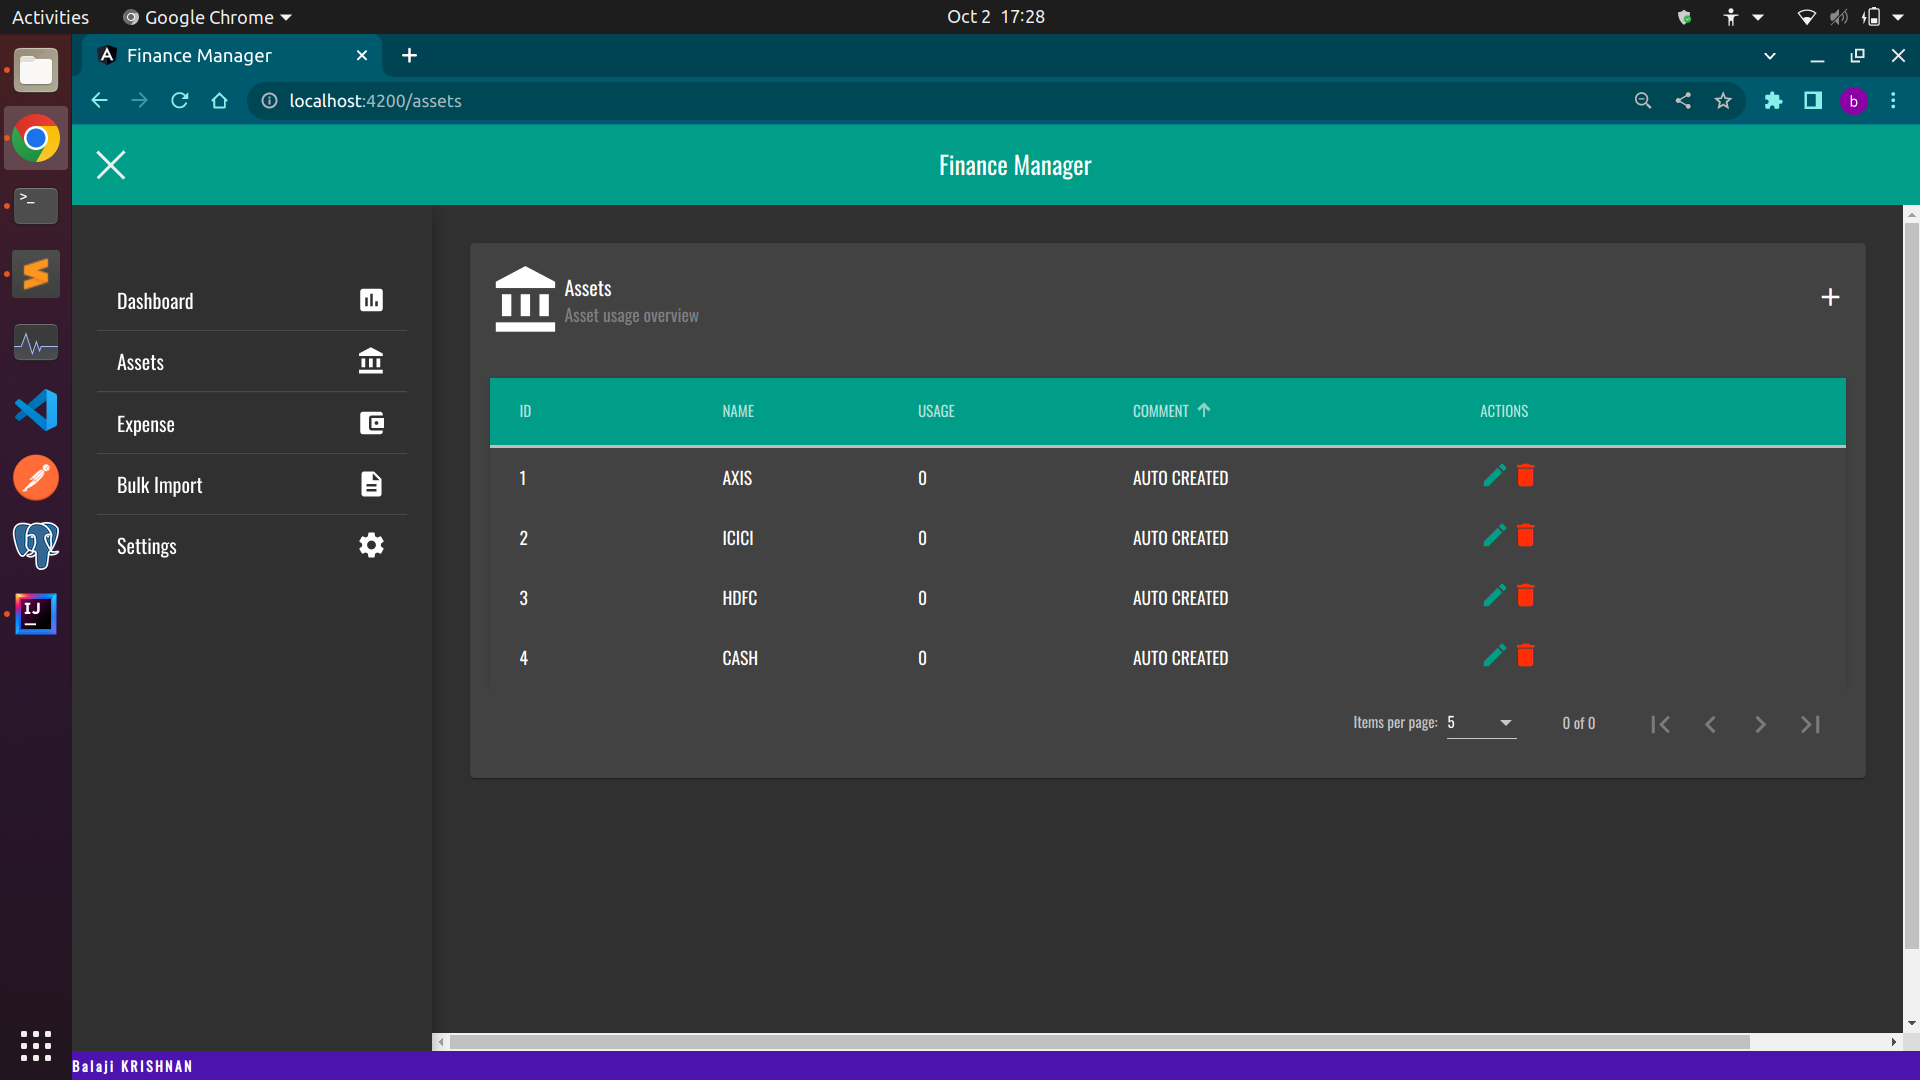 Activities Google Chrome Oct 2 17:28
Finance Manager
localhost:4200/assets b
Finance Manager
Dashboard
Assets
Expense
Bulk Import
Settings
Assets
Asset usage overview
ID NAME USAGE COMMENT ACTIONS
1 AXIS 0 AUTO CREATED
2 ICICI 0 AUTO CREATED
3 HDFC 0 AUTO CREATED
4 CASH 0 AUTO CREATED
Items per page: 5 0 of 0
IJ
Balaji KRISHNAN